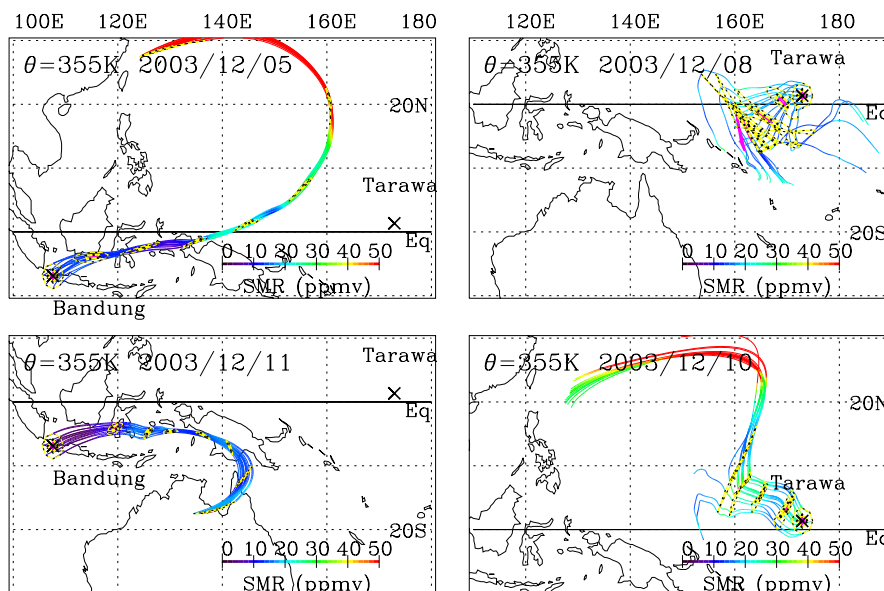 100E 120E 140E 160E 180
120E 140E 160E 180
θ=355K 2003/12/05
20N
Tarawa
Eq
0 10 20 30 40 50
SMR (ppmv)
Bandung
Tarawa
θ=355K 2003/12/08
Eq
20S
0 10 20 30 40 50
SMR (ppmv)
θ=355K 2003/12/11
Tarawa
Eq
Bandung
20S
0 10 20 30 40 50
SMR (ppmv)
θ=355K 2003/12/10
20N
Tarawa
Eq
0 10 20 30 40 50
SMR (ppmv)